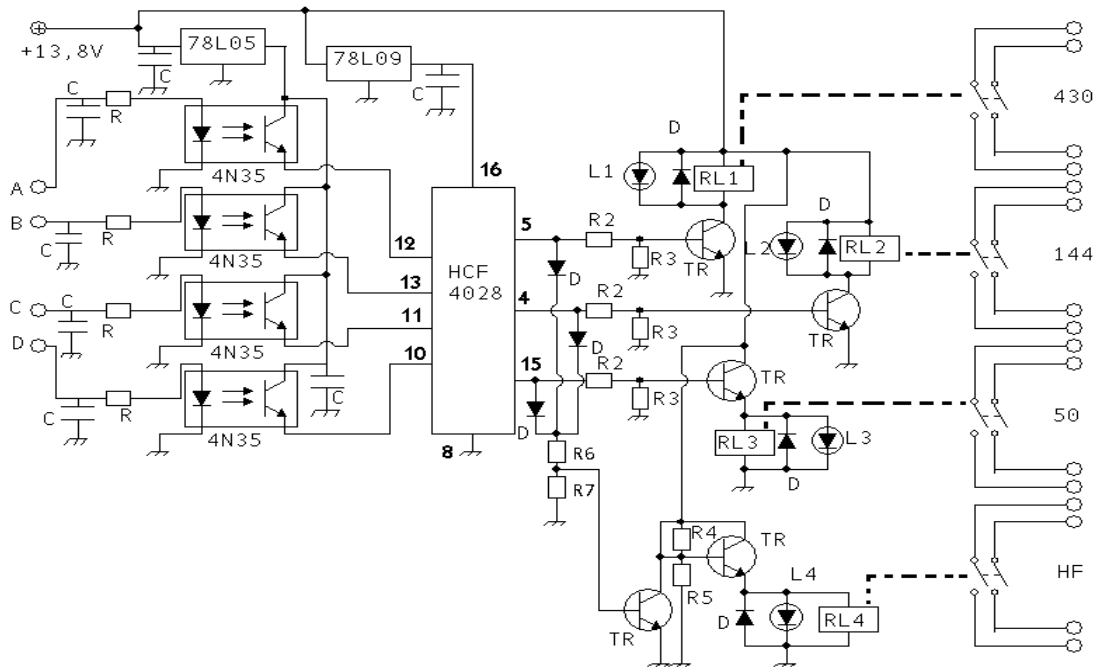 +13,8V
78L05
78L09
C
C
C
R
A
4N35
B
C
R
4N35
C
C
R
4N35
D
C
R
4N35
C
16
12
13
11
10
8
HCF
4028
5
4
15
D
D
D
R2
R3
R2
R3
R2
R3
R6
R7
D
L1
RL1
TR
D
L2
RL2
TR
TR
RL3
D
L3
R4
R5
TR
TR
D
L4
RL4
430
144
50
HF